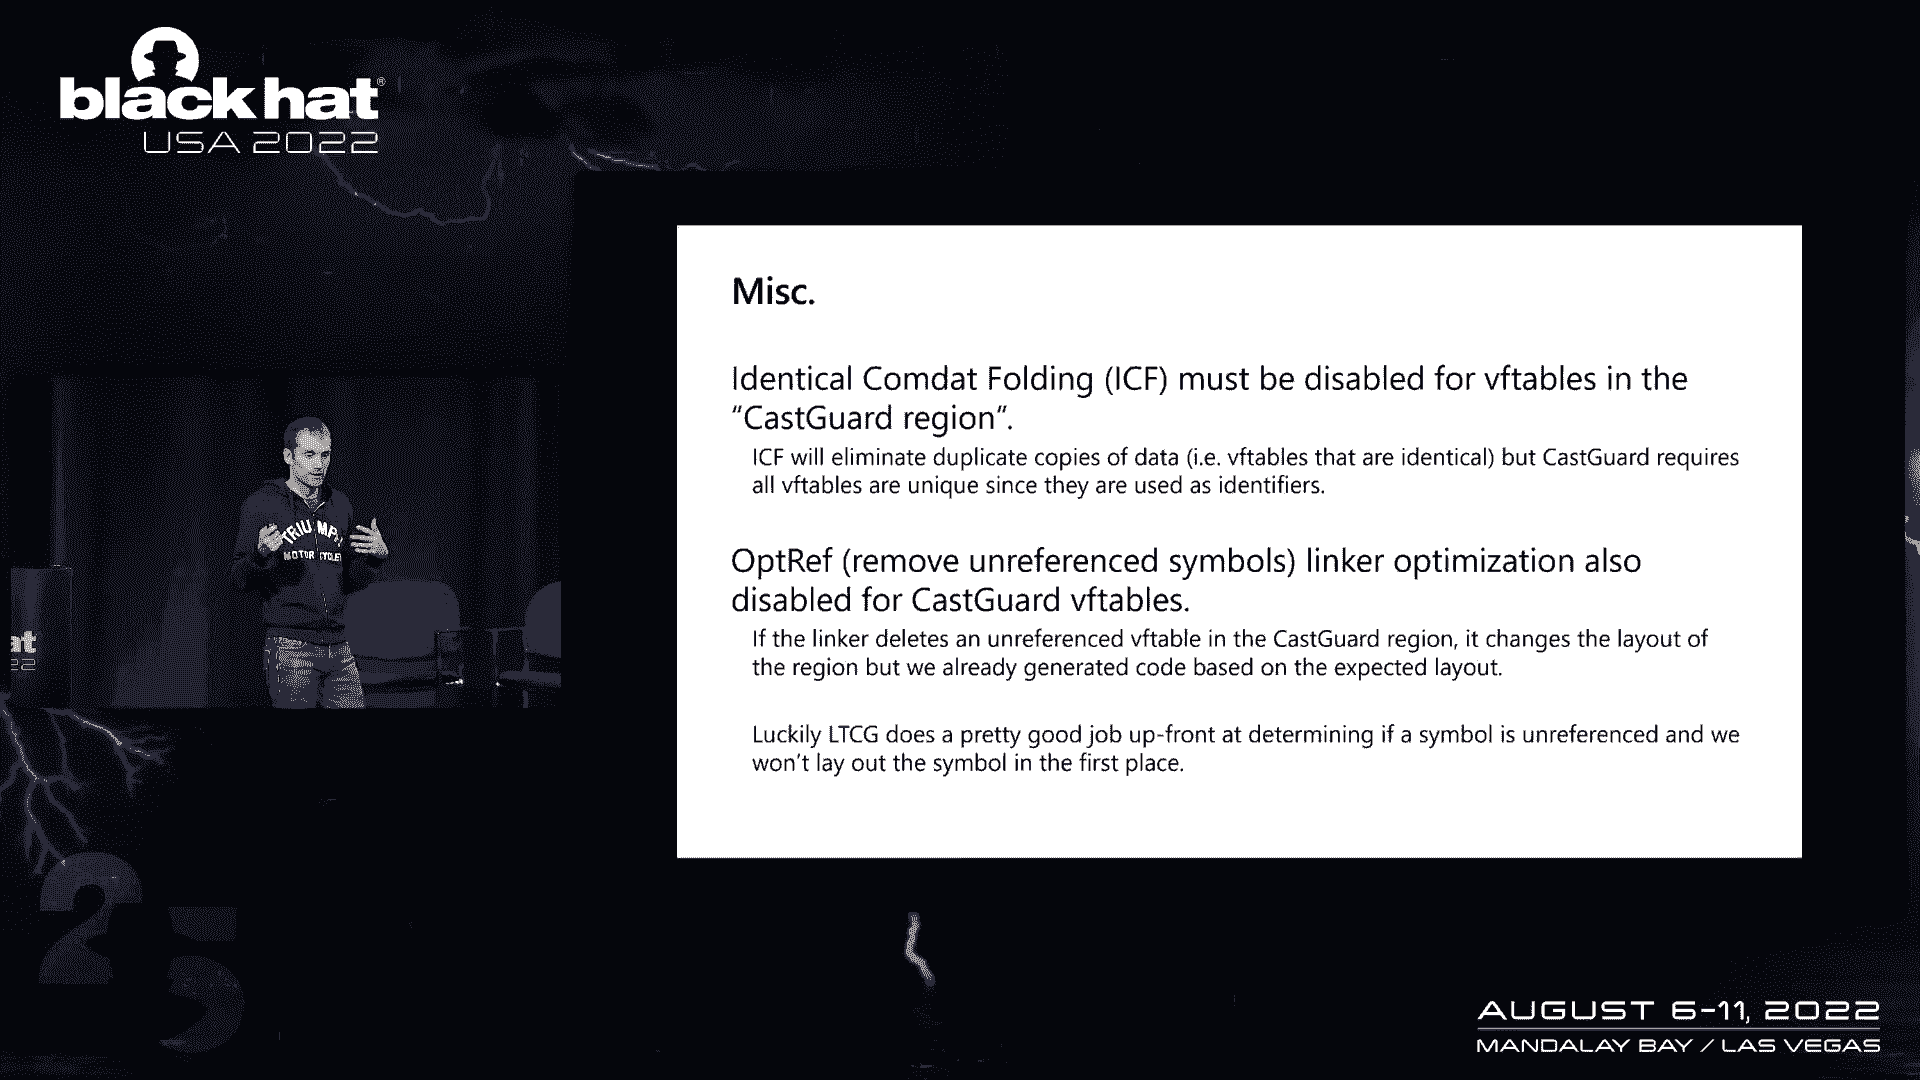 black hat®
USA 2022
Misc.
Identical Comdat Folding (ICF) must be disabled for vftables in the
“CastGuard region”.
ICF will eliminate duplicate copies of data (i.e. vftables that are identical) but CastGuard requires
all vftables are unique since they are used as identifiers.
OptRef (remove unreferenced symbols) linker optimization also
disabled for CastGuard vftables.
If the linker deletes an unreferenced vftable in the CastGuard region, it changes the layout of
the region but we already generated code based on the expected layout.
Luckily LTCG does a pretty good job up-front at determining if a symbol is unreferenced and we
won’t lay out the symbol in the first place.
TRIUMPH
MOTORCYCLES
at
22
25
AUGUST 6-11, 2022
MANDALAY BAY / LAS VEGAS